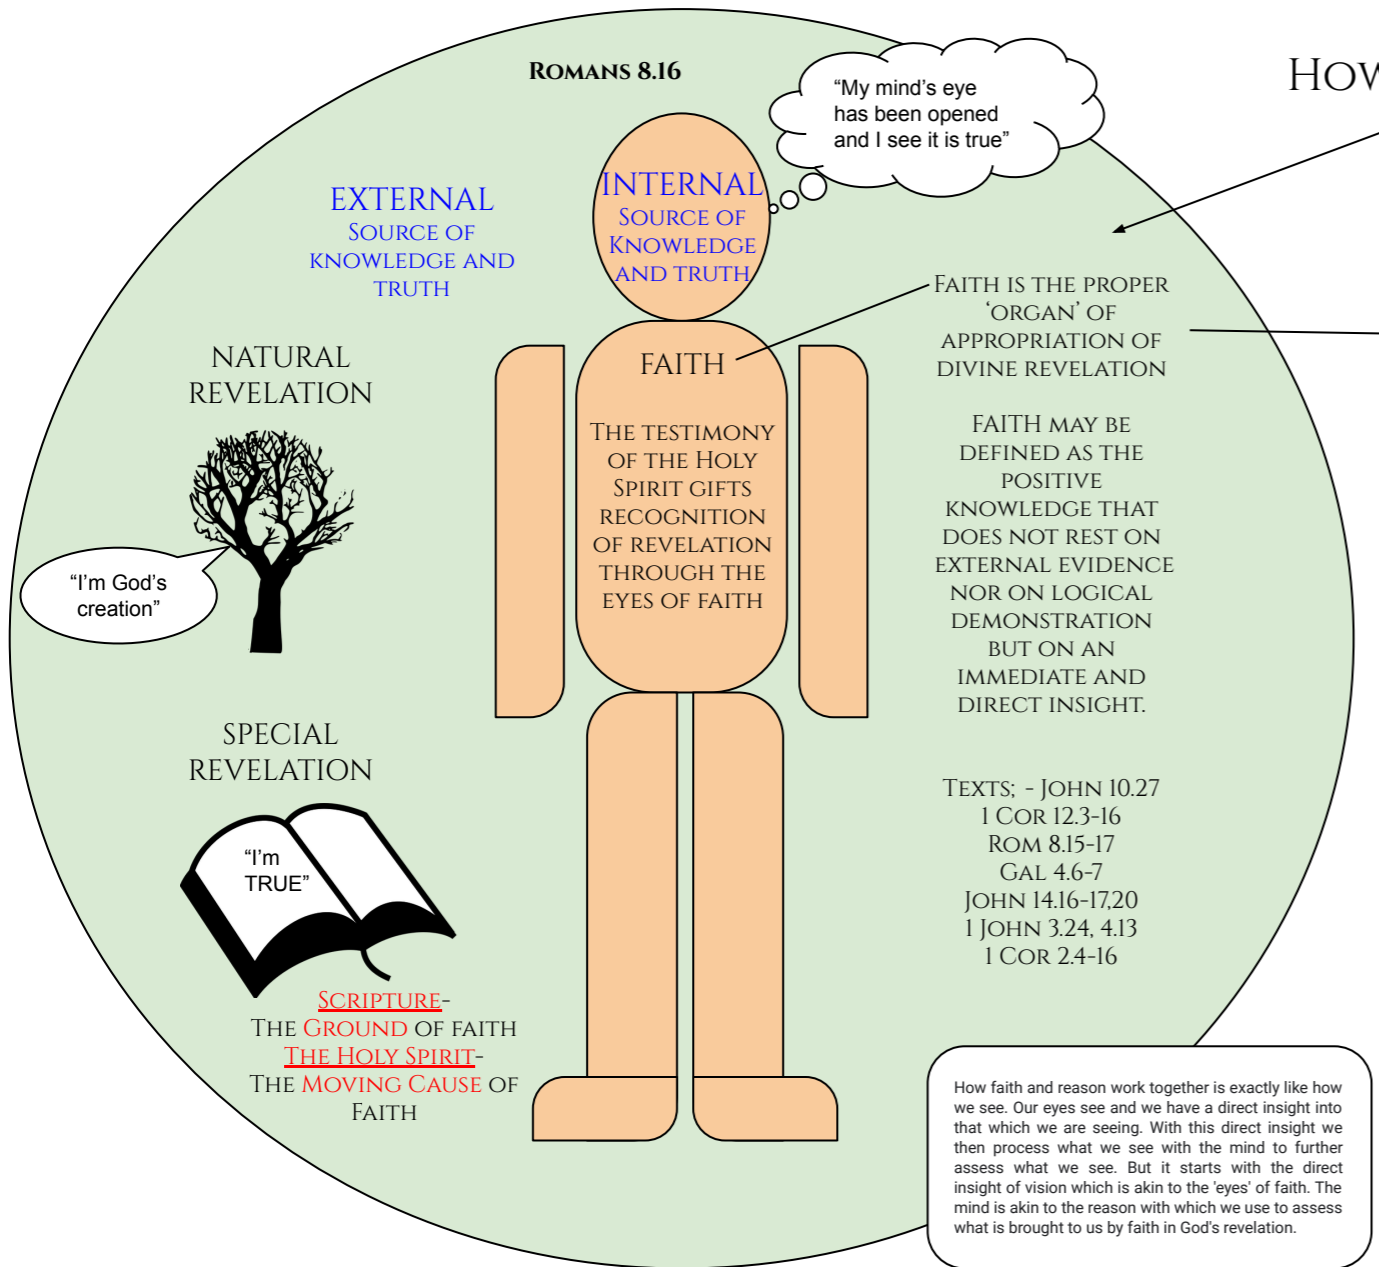 ROMANS 8.16
HOW
"My mind's eye
has been opened
and I see it is true"
EXTERNAL
SOURCE OF
KNOWLEDGE AND
TRUTH
INTERNAL
SOURCE OF
KNOWLEDGE
AND TRUTH
NATURAL
REVELATION
"I'm God's
creation"
SPECIAL
REVELATION
"I'm
TRUE"
SCRIPTURE-
THE GROUND OF FAITH
THE HOLY SPIRIT-
THE MOVING CAUSE OF
FAITH
FAITH
THE TESTIMONY
OF THE HOLY
SPIRIT GIFTS
RECOGNITION
OF REVELATION
THROUGH THE
EYES OF FAITH
FAITH IS THE PROPER
'ORGAN' OF
APPROPRIATION OF
DIVINE REVELATION
FAITH MAY BE
DEFINED AS THE
POSITIVE
KNOWLEDGE THAT
DOES NOT REST ON
EXTERNAL EVIDENCE
NOR ON LOGICAL
DEMONSTRATION
BUT ON AN
IMMEDIATE AND
DIRECT INSIGHT.
TEXTS; - JOHN 10.27
1 COR 12.3-16
ROM 8.15-17
GAL 4.6-7
JOHN 14.16-17,20
1 JOHN 3.24, 4.13
1 COR 2.4-16
How faith and reason work together is exactly like how
we see. Our eyes see and we have a direct insight into
that which we are seeing. With this direct insight we
then process what we see with the mind to further
assess what we see. But it starts with the direct
insight of vision which is akin to the 'eyes' of faith. The
mind is akin to the reason with which we use to assess
what is brought to us by faith in God's revelation.